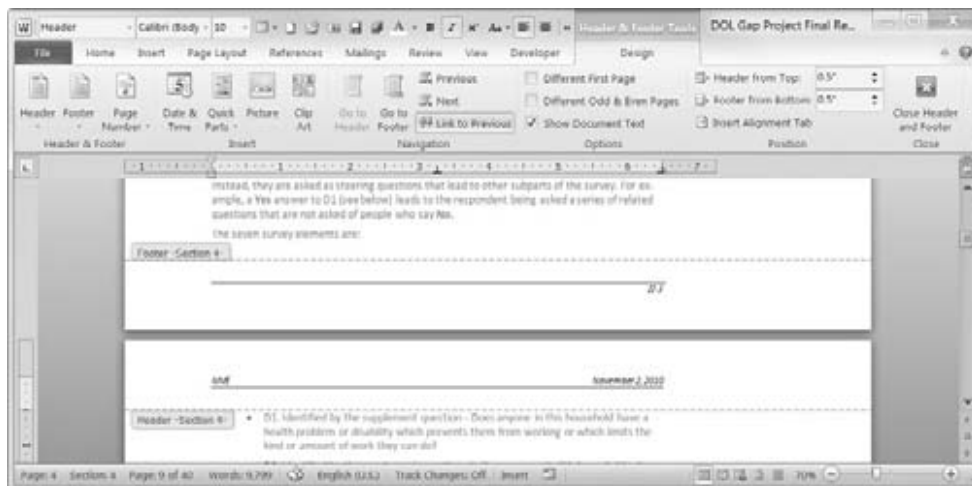 Header Calibri (Body 10 Header & Footer Tools DOL Gap Project Final Re...
File Home Insert Page Layout References Mailings Review View Developer Design
Header Footer Page Number Date & Time Quick Parts Picture Clip Art Go to Header Go to Footer
Previous
Next
Link to Previous
Different First Page
Different Odd & Even Pages
Show Document Text
Header from Top: 0.5"
Footer from Bottom: 0.5"
Insert Alignment Tab
Close Header and Footer
Header & Footer Insert Navigation Options Position Close
1 1 2 3 4 5 6 7
instead, they are asked as steering questions that lead to other subparts of the survey. For ex-
ample, a Yes answer to D1 (see below) leads to the respondent being asked a series of related
questions that are not asked of people who say No.
The seven survey elements are:
Footer -Section 4-
November 2, 2010
Header -Section 4-
• D1. Identified by the supplement question - Does anyone in this household have a
health problem or disability which prevents them from working or which limits the
kind or amount of work they can do?
Page: 4 Section: 4 Page: 9 of 40 Words: 9,799 English (U.S.) Track Changes: Off Insert 70%